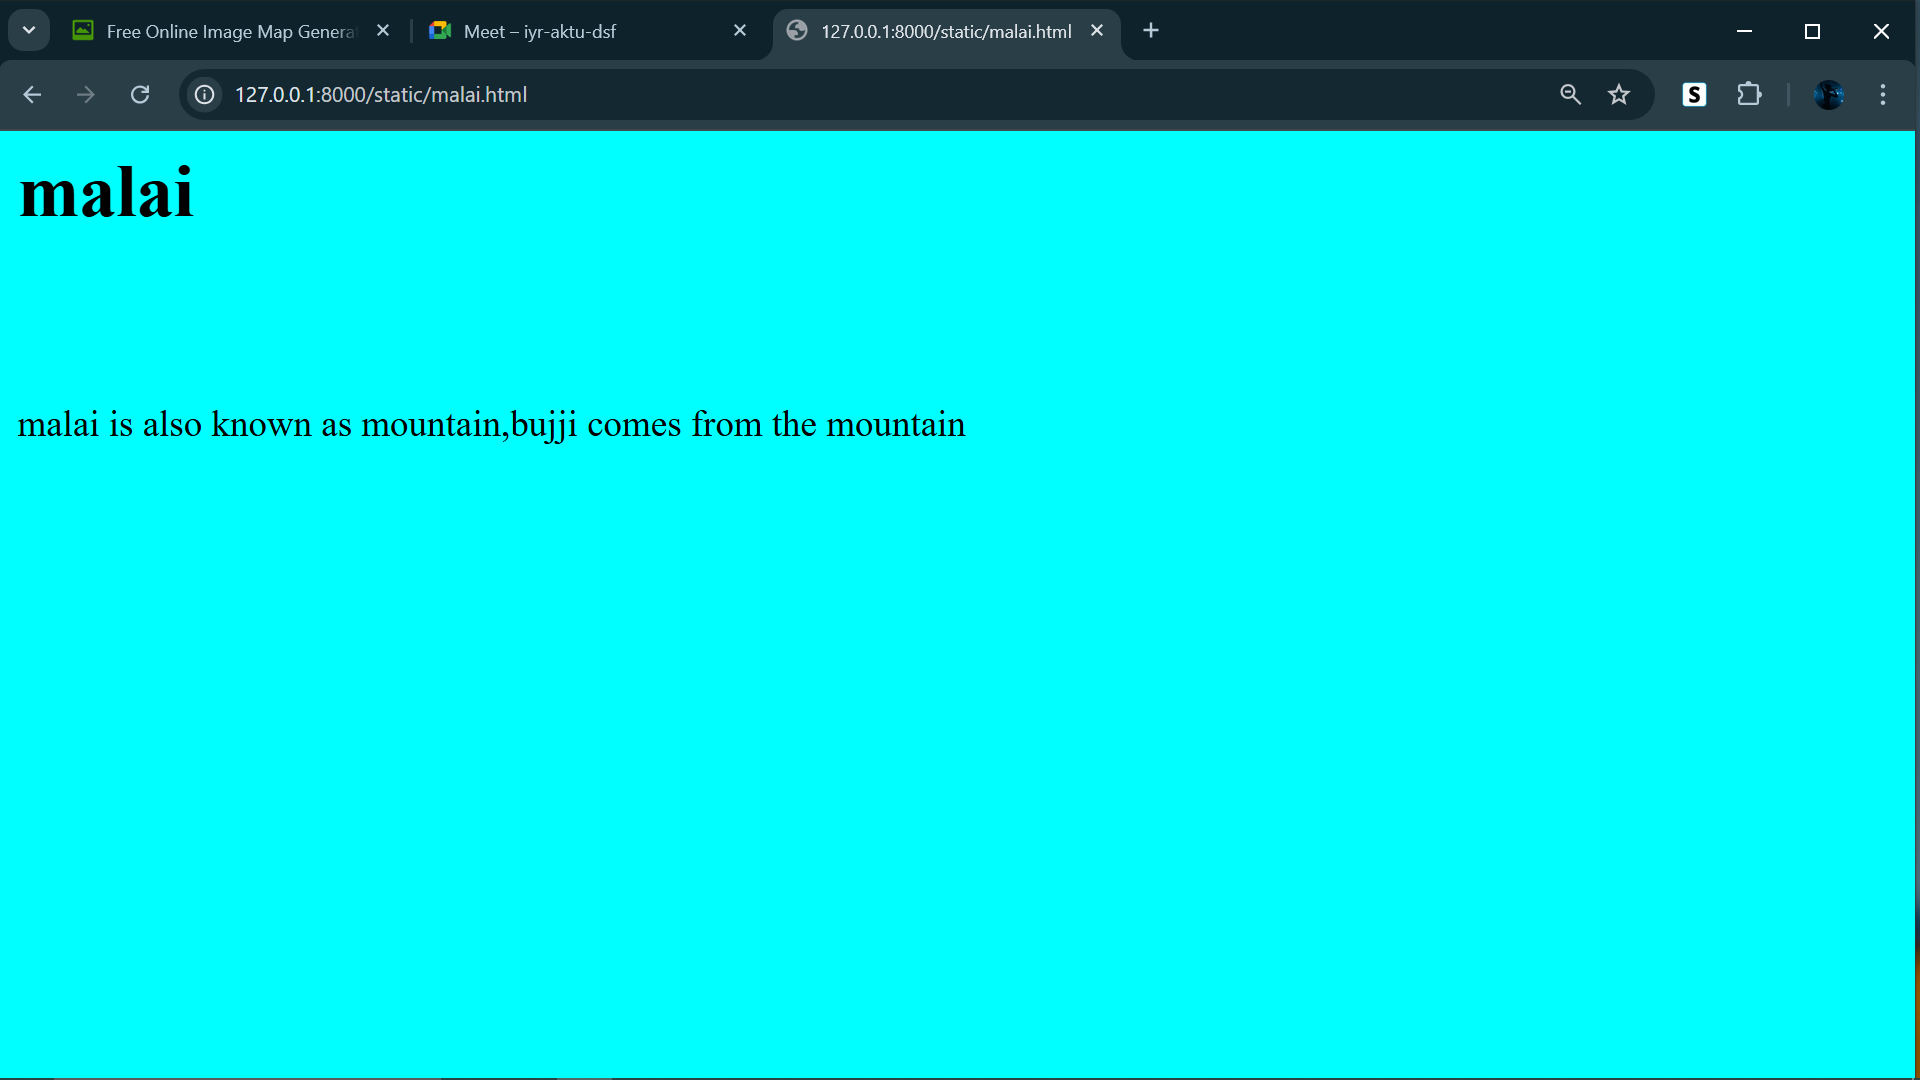 Free Online Image Map Genera
Meet – iyr-aktu-dsf
127.0.0.1:8000/static/malai.html
127.0.0.1:8000/static/malai.html
S
malai
malai is also known as mountain,bujji comes from the mountain